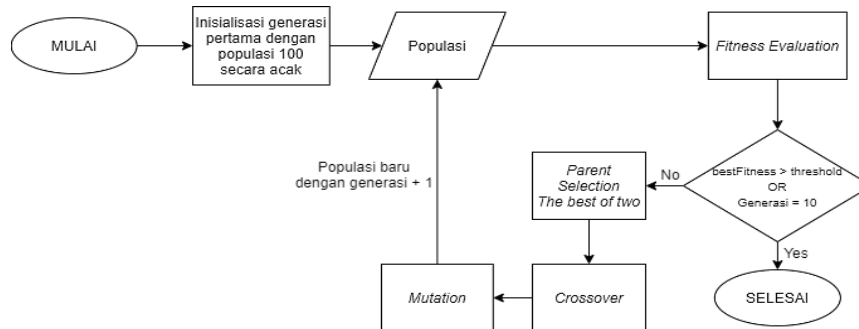 MULAI
Inisialisasi generasi
pertama dengan
populasi 100
secara acak
Populasi
Fitness Evaluation
bestFitness > threshold
OR
Generasi = 10
No
Yes
Parent
Selection
The best of two
Populasi baru
dengan generasi + 1
Mutation
Crossover
SELESAI